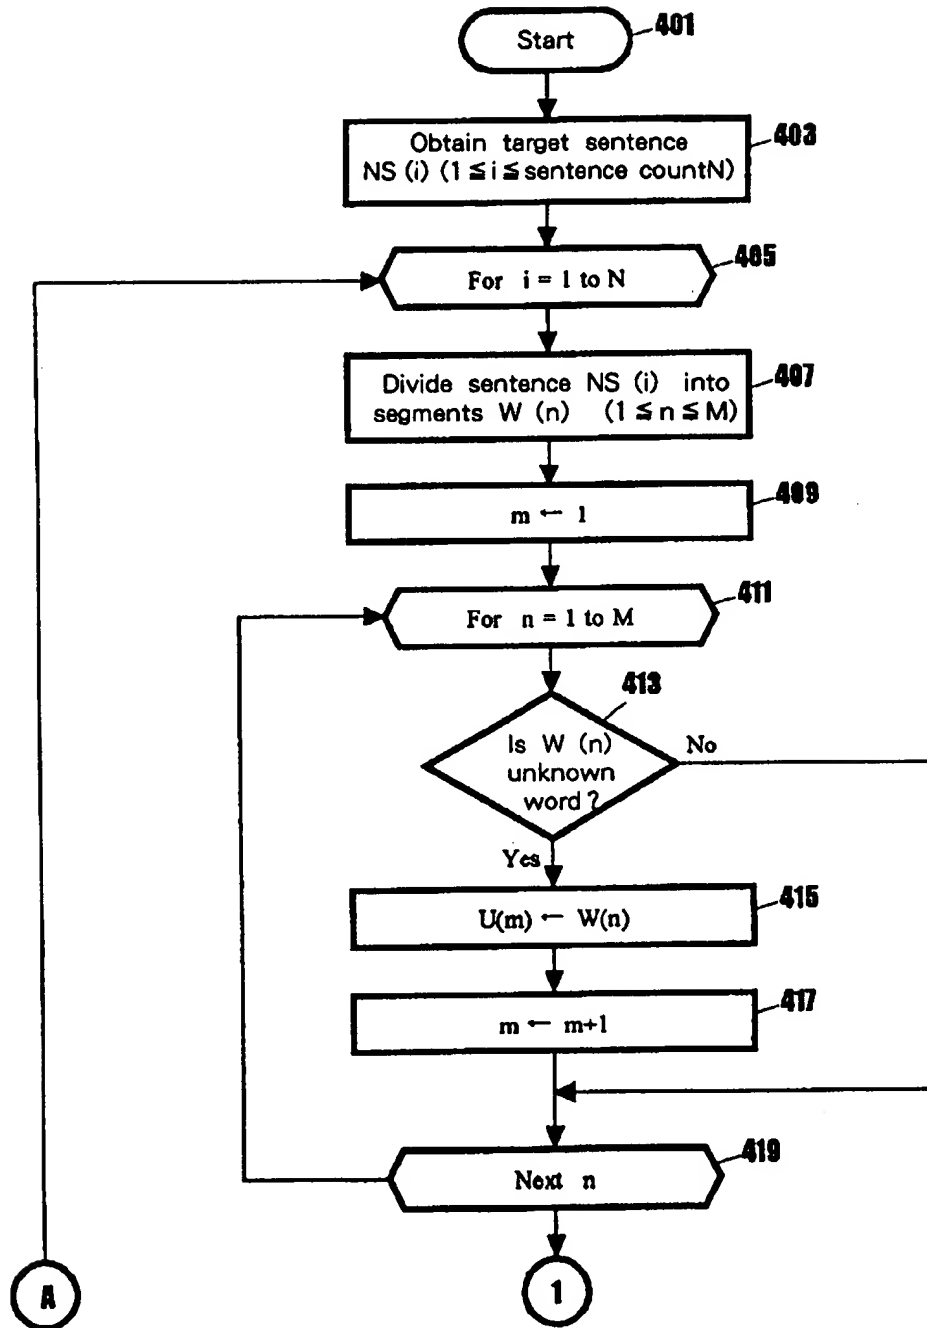 Start
401
Obtain target sentence
NS (i) (1 ≦ i ≦ sentence countN)
403
For i = 1 to N
405
Divide sentence NS (i) into
segments W (n) (1 ≦ n ≦ M)
407
m ← 1
409
For n = 1 to M
411
413
Is W (n)
unknown
word ?
No
Yes
U(m) ← W(n)
415
m ← m+1
417
Next n
419
A
1